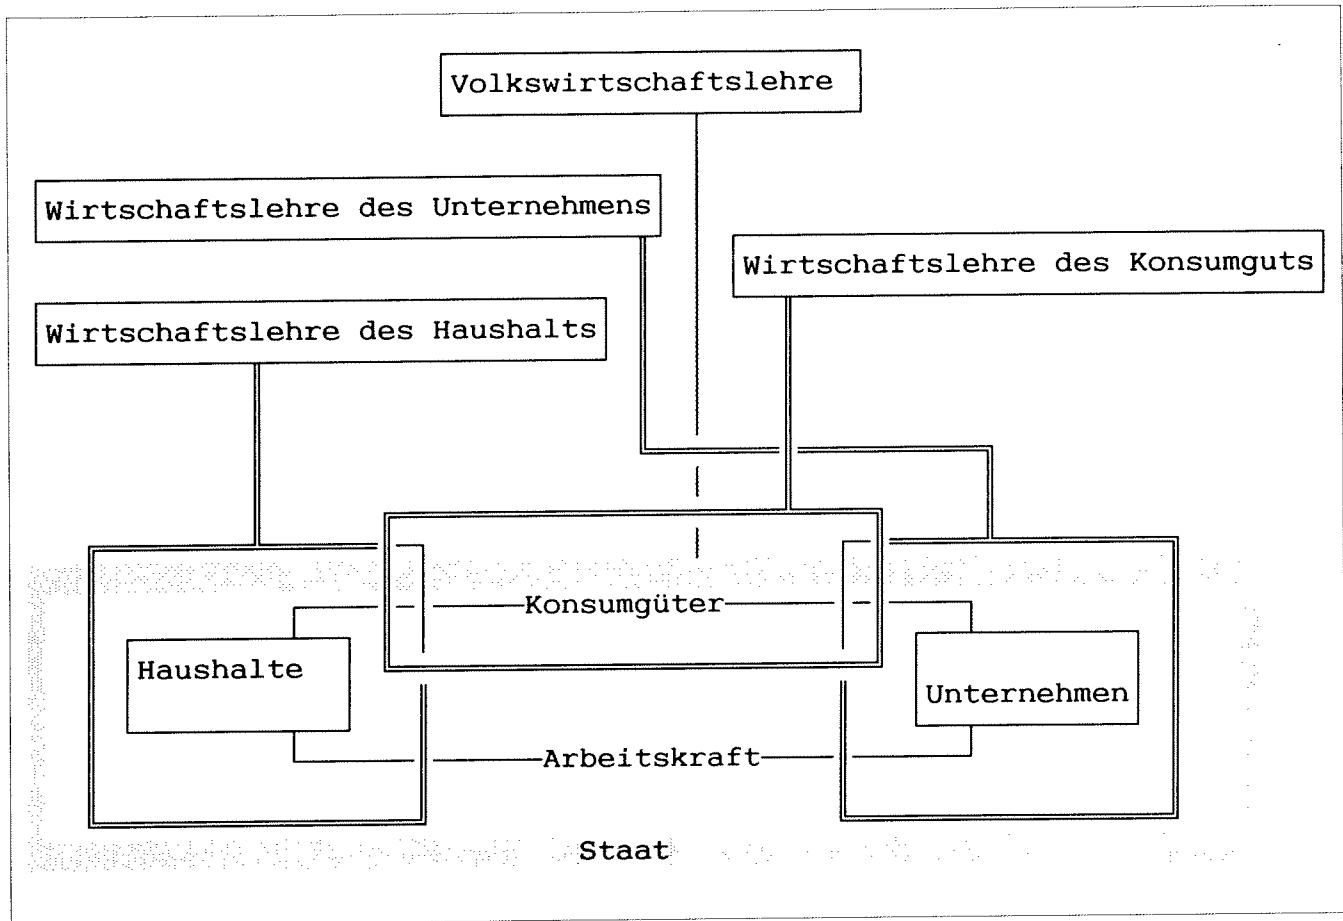 Volkswirtschaftslehre
Wirtschaftslehre des Unternehmens
Wirtschaftslehre des Konsumguts
Wirtschaftslehre des Haushalts
Konsumgüter
Haushalte
Unternehmen
Arbeitskraft
Staat